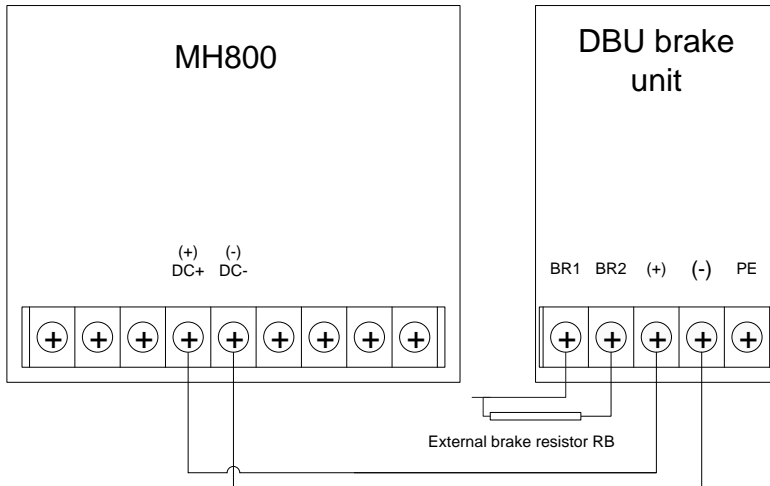 MH800
DBU brake
unit
(+) (-)
DC+ DC-
BR1 BR2 (+) (-) PE
External brake resistor RB